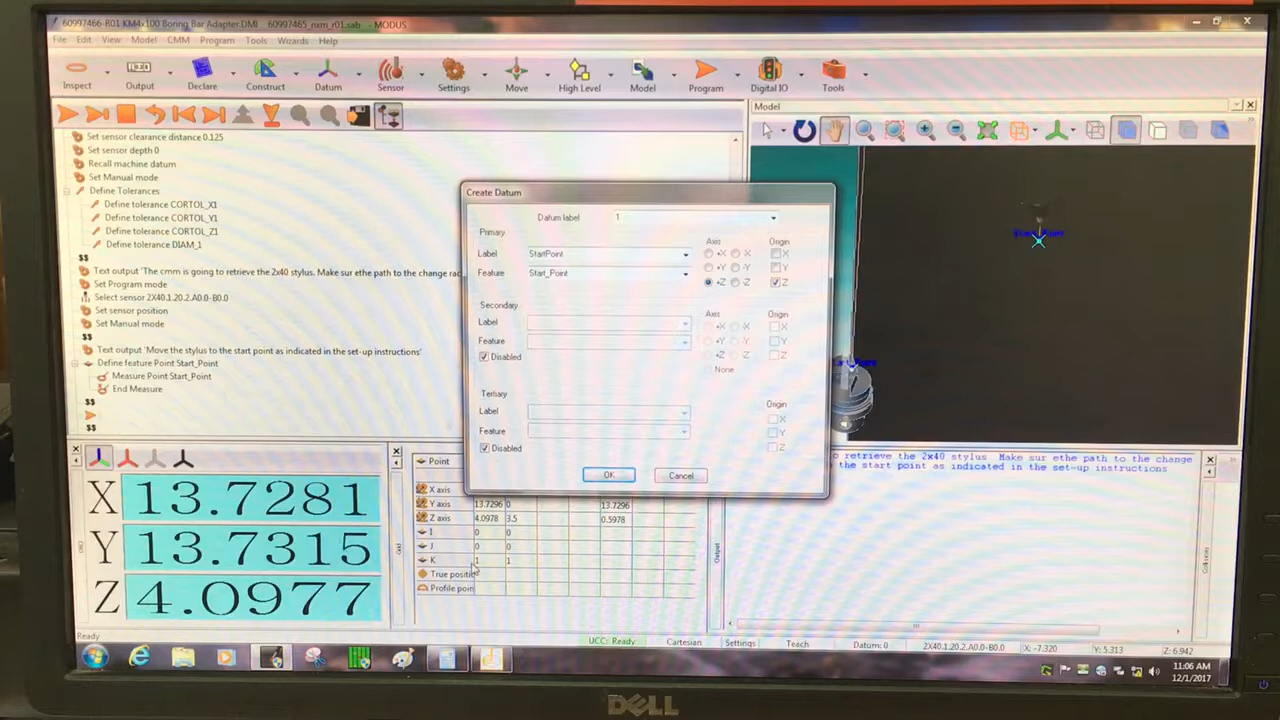 60997466-R01 KM4x100 Boring Bar Adapter.DMI 60997465_nxm_r01.sab - MODUS
File Edit View Model CMM Program Tools Wizards Help
Inspect Output Declare Construct Datum Sensor Settings Move High Level Model Program Digital IO Tools
Model
Set sensor clearance distance 0.125
Set sensor depth 0
Recall machine datum
Set Manual mode
Define Tolerances
Define tolerance CORTOL_X1
Define tolerance CORTOL_Y1
Define tolerance CORTOL_Z1
Define tolerance DIAM_1
$$
Text output 'The cmm is going to retrieve the 2x40 stylus. Make sur ethe path to the change rac
Set Program mode
Select sensor 2X40.1.20.2.A0.0-B0.0
Set sensor position
Set Manual mode
$$
Text output 'Move the stylus to the start point as indicated in the set-up instructions'
Define feature Point Start_Point
Measure Point Start_Point
End Measure
$$
$$
Create Datum
Datum label 1
Primary
Axis Origin
Label StartPoint +X -X X
Feature Start_Point +Y -Y Y
+Z -Z Z
Secondary
Axis Origin
Label +X -X X
Feature +Y -Y Y
Disabled +Z -Z Z
None
Tertiary
Origin
Label X
Feature Y
Disabled Z
OK Cancel
X 13.7281
Y 13.7315
Z 4.0977
Point
X axis
Y axis 13.7296 0 13.7296
Z axis 4.0978 3.5 0.5978
I 0 0
J 0 0
K 1 1
True positic
Profile poin
o retrieve the 2x40 stylus Make sur ethe path to the change
the start point as indicated in the set-up instructions
Output
Collisions
Ready UCC: Ready Cartesian Settings Teach Datum: 0 2X40.1.20.2.A0.0-B0.0 X: -7.320 Y: 5.313 Z: 6.942
11:06 AM
12/1/2017
DELL